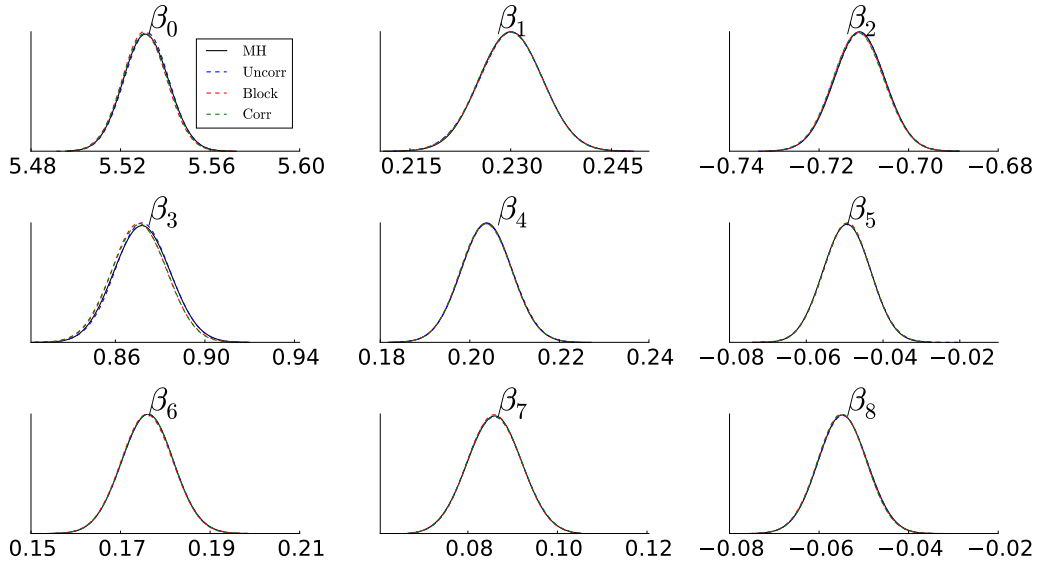 β₀ β₁ β₂
MH
Uncorr
Block
Corr
5.48 5.53 5.56 5.60 0.215 0.230 0.245 −0.74 −0.72 −0.70 −0.68
β₃ β₄ β₅
0.86 0.90 0.94 0.18 0.20 0.22 0.24 −0.08 −0.06 −0.04 −0.02
β₆ β₇ β₈
0.15 0.17 0.19 0.21 0.08 0.10 0.12 −0.08 −0.06 −0.04 −0.02